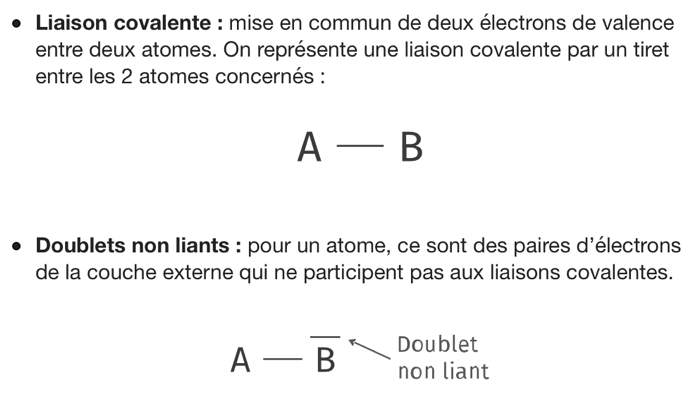 • Liaison covalente : mise en commun de deux électrons de valence
entre deux atomes. On représente une liaison covalente par un tiret
entre les 2 atomes concernés :
A — B
• Doublets non liants : pour un atome, ce sont des paires d’électrons
de la couche externe qui ne participent pas aux liaisons covalentes.
A — B
Doublet
non liant